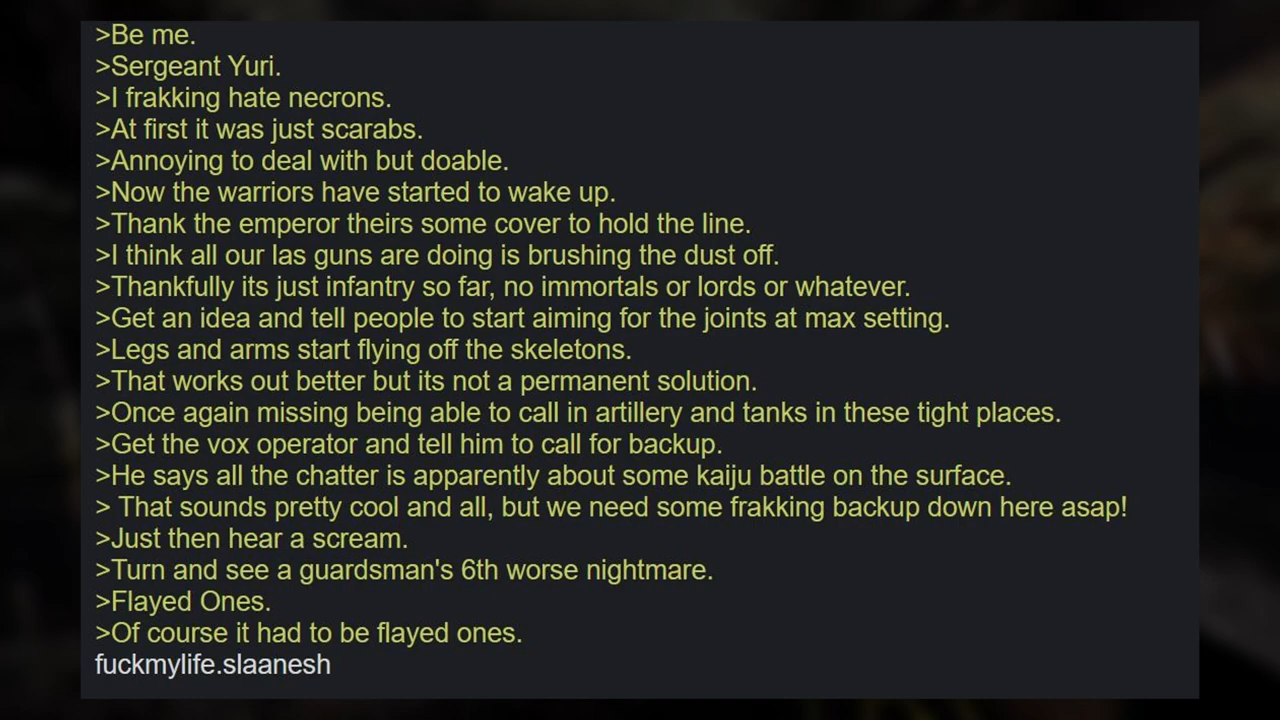 >Be me.
>Sergeant Yuri.
>I frakking hate necrons.
>At first it was just scarabs.
>Annoying to deal with but doable.
>Now the warriors have started to wake up.
>Thank the emperor theirs some cover to hold the line.
>I think all our las guns are doing is brushing the dust off.
>Thankfully its just infantry so far, no immortals or lords or whatever.
>Get an idea and tell people to start aiming for the joints at max setting.
>Legs and arms start flying off the skeletons.
>That works out better but its not a permanent solution.
>Once again missing being able to call in artillery and tanks in these tight places.
>Get the vox operator and tell him to call for backup.
>He says all the chatter is apparently about some kaiju battle on the surface.
> That sounds pretty cool and all, but we need some frakking backup down here asap!
>Just then hear a scream.
>Turn and see a guardsman's 6th worse nightmare.
>Flayed Ones.
>Of course it had to be flayed ones.
fuckmylife.slaanesh